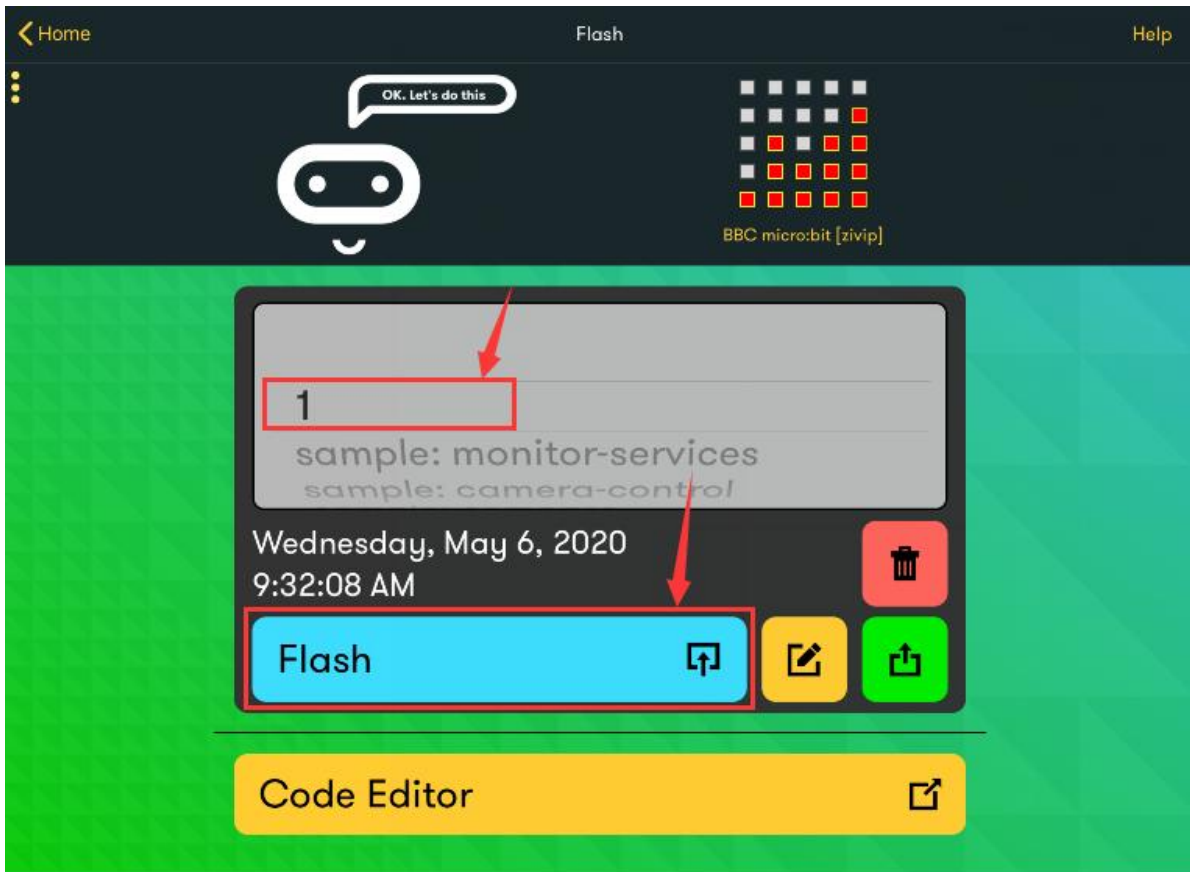 Home
Flash
Help
OK. Let's do this
BBC micro:bit [zivip]
1
sample: monitor-services
sample: camera-control
Wednesday, May 6, 2020
9:32:08 AM
Flash
Code Editor